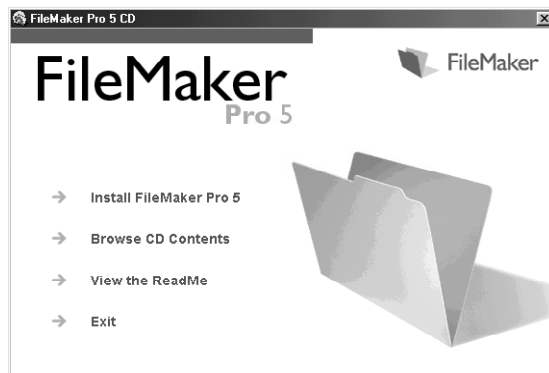 FileMaker Pro 5 CD
FileMaker
FileMaker
Pro 5
Install FileMaker Pro 5
Browse CD Contents
View the ReadMe
Exit